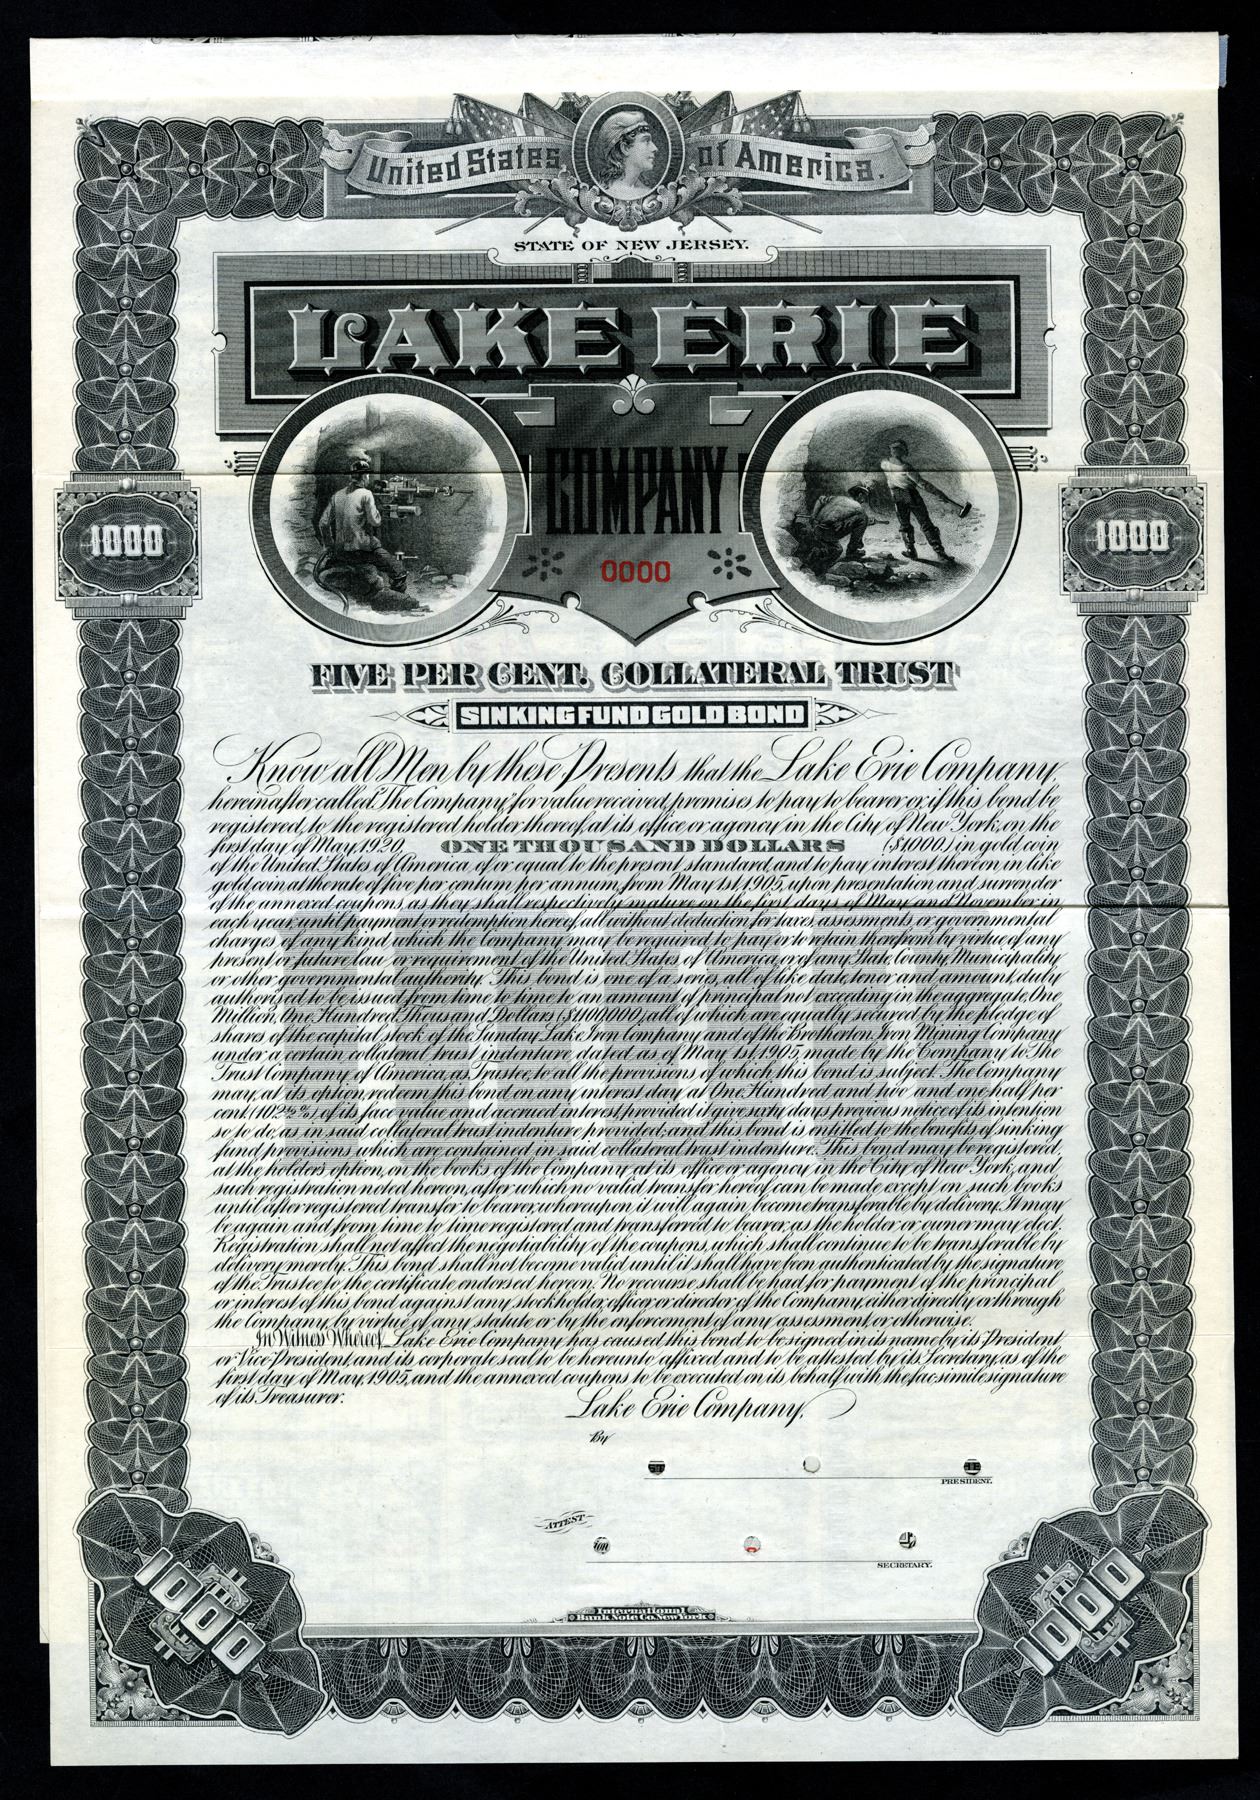 United States of America.
STATE OF NEW JERSEY.
LAKE ERIE
COMPANY
0000
1000
1000
FIVE PER CENT. COLLATERAL TRUST
SINKING FUND GOLD BOND
Know all Men by these Presents that the Lake Erie Company,
hereinafter called "The Company" for value received, promises to pay to bearer or, if this bond be
registered, to the registered holder thereof, at its office or agency in the City of New York, on the
first day of May, 1920, ONE THOUSAND DOLLARS ($1000) in gold coin
of the United States of America of or equal to the present standard, and to pay interest thereon in like
gold coin at the rate of five per centum per annum, from May 1st, 1905, upon presentation and surrender
of the annexed coupons, as they shall respectively mature on the first days of May and November in
each year, until payment or redemption hereof, all without deduction for taxes, assessments or governmental
charges of any kind which the Company may be required to pay or to retain therefrom by virtue of any
present or future law or requirement of the United States of America, or of any State, County, Municipality
or other governmental authority. This bond is one of a series, all of like date, tenor and amount, duly
authorized to be issued from time to time to an amount of principal not exceeding in the aggregate, One
Million, One Hundred Thousand Dollars ($1,100,000), all of which are equally secured by the pledge of
shares of the capital stock of the Sunday Lake Iron Company and of the Brotherton Iron Mining Company
under a certain collateral trust indenture dated as of May 1st, 1905, made by the Company to The
Trust Company of America, as Trustee, to all the provisions of which this bond is subject. The Company
may, at its option, redeem this bond on any interest day at One Hundred and two and one half per
cent. (102½%) of its face value and accrued interest provided it give sixty days previous notice of its intention
so to do, as in said collateral trust indenture provided; and this bond is entitled to the benefits of sinking
fund provisions which are contained in said collateral trust indenture. This bond may be registered,
at the holders option, on the books of the Company at its office or agency in the City of New York, and
such registration noted hereon, after which no valid transfer hereof can be made except on such books
until after registered transfer to bearer, whereupon it will again become transferable by delivery. It may
be again and from time to time registered and transferred to bearer, as the holder or owner may elect.
Registration shall not affect the negotiability of the coupons, which shall continue to be transferable by
delivery merely. This bond shall not become valid until it shall have been authenticated by the signature
of the Trustee to the certificate endorsed hereon. No recourse shall be had for payment of the principal
or interest of this bond against any stockholder, officer or director of the Company, either directly or through
the Company, by virtue of any statute or by the enforcement of any assessment or otherwise.
In Witness Whereof, Lake Erie Company has caused this bond to be signed in its name by its President
or Vice President, and its corporate seal to be hereunto affixed and to be attested by its Secretary, as of the
first day of May, 1905, and the annexed coupons to be executed on its behalf with the facsimile signature
of its Treasurer.
Lake Erie Company,
By
PRESIDENT.
ATTEST
SECRETARY.
International
Bank Note Co. New York
1000
1000